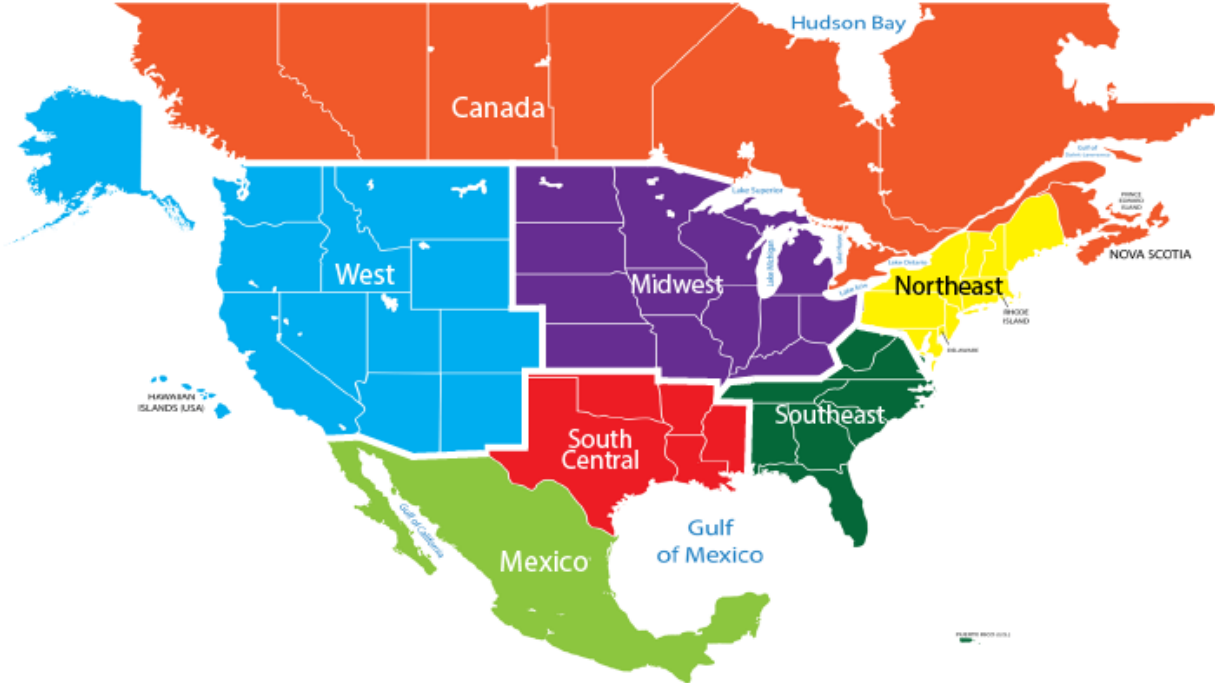 Hudson Bay
Canada
Gulf of
Saint Lawrence
Lake Superior
PRINCE
EDWARD
ISLAND
Lake Huron
Lake Michigan
NOVA SCOTIA
Lake Ontario
West
Midwest
Lake Erie
Northeast
RHODE
ISLAND
DELAWARE
HAWAIIAN
ISLANDS (USA)
Southeast
South
Central
Gulf of California
Gulf
of Mexico
Mexico
PUERTO RICO (U.S.)